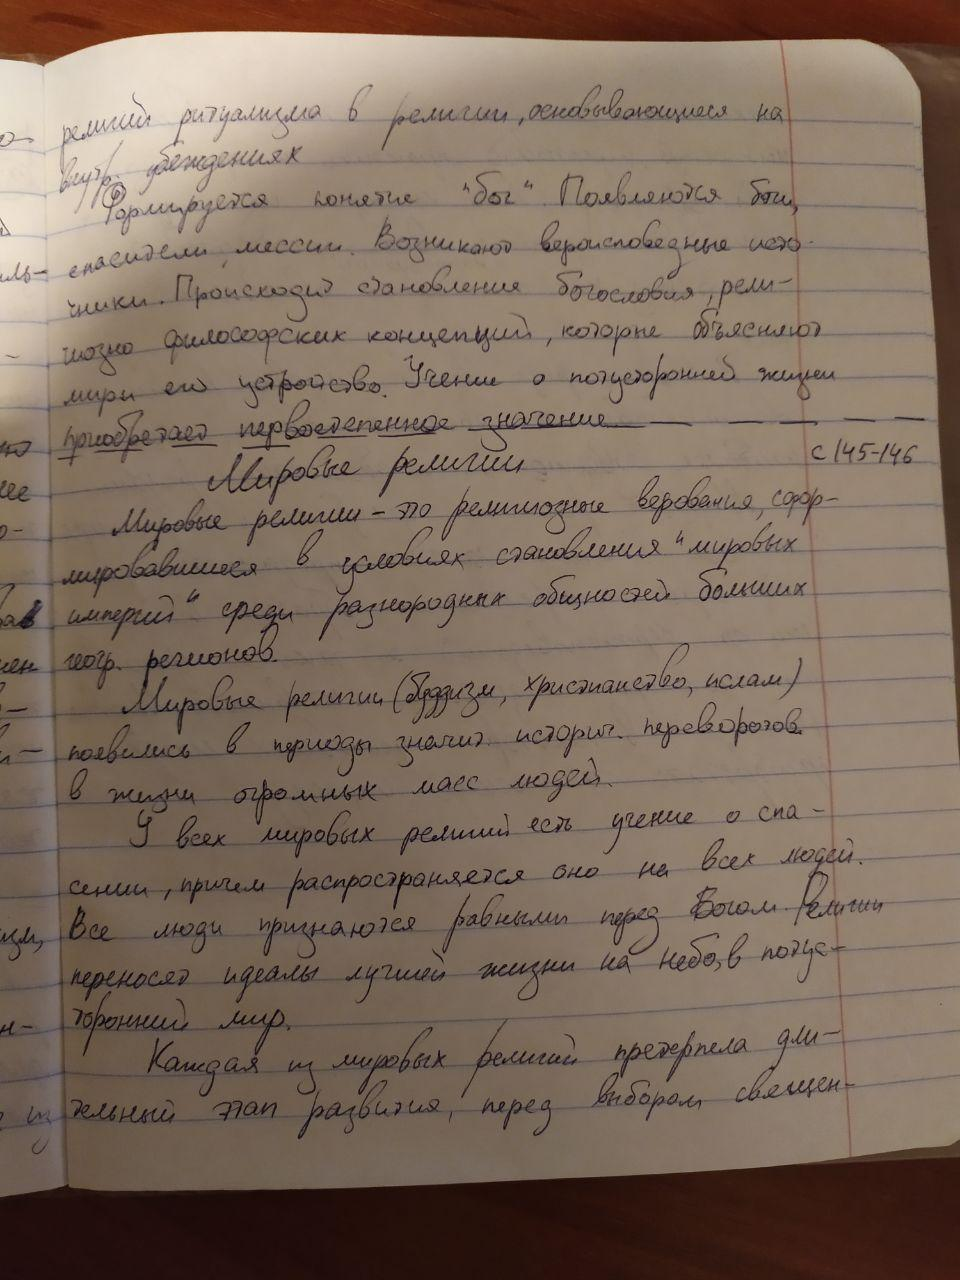 религий ритуализма в религии, основывающиеся на
внутр. убеждениях
Формируется понятие "бог" Появляются боги,
спасители, мессии. Возникают вероисповедные исто-
чники. Происходит становление богословия, рели-
гиозно философских концепций, которые объясняют
мири его устройство. Учение о потусторонней жизни
приобретает первостепенное значение
с 145-146
Мировые религии
Мировые религии - это религиозные верования, сфор-
мировавшиеся в условиях становления "мировых
империй" среди разнородных общностей больших
геогр. регионов.
Мировые религии (буддизм, христианство, ислам)
появились в периоды значит. историч. переворотов
в жизни огромных масс людей.
У всех мировых религий есть учение о спа-
сении, причем распространяется оно на всех людей.
Все люди признаются равными перед Богом. Религии
переносят идеалы лучшей жизни на небо, в потус-
торонний мир.
Каждая из мировых религий претерпела дли-
тельный этап развития, перед выбором священ-